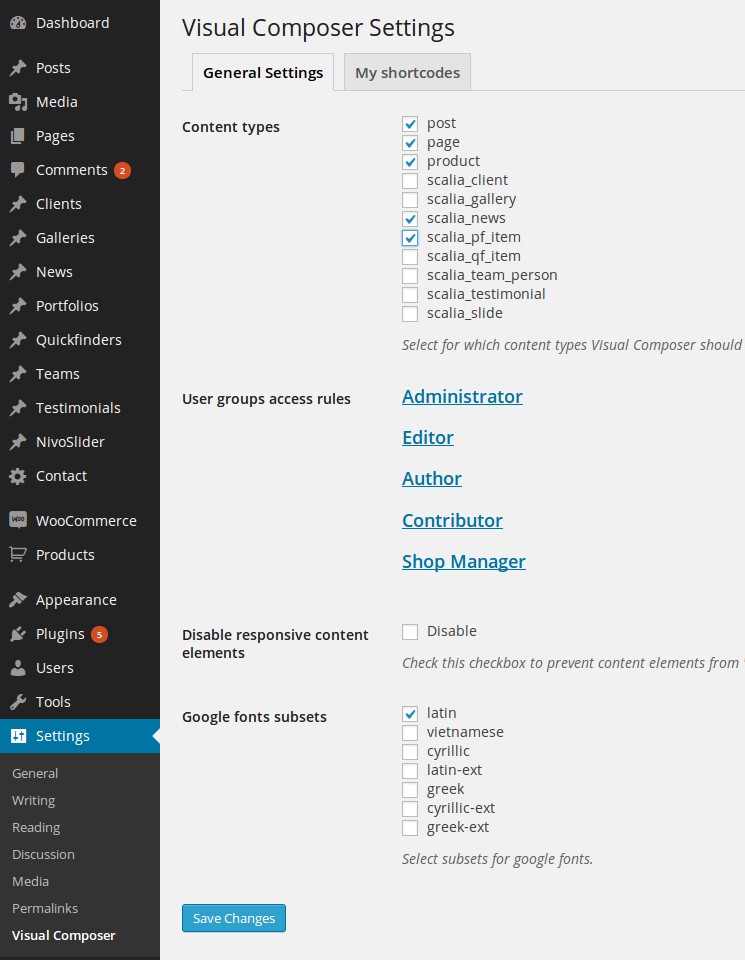 Dashboard
Posts
Media
Pages
Comments 2
Clients
Galleries
News
Portfolios
Quickfinders
Teams
Testimonials
NivoSlider
Contact
WOO WooCommerce
Products
Appearance
Plugins 5
Users
Tools
Settings
General
Writing
Reading
Discussion
Media
Permalinks
Visual Composer
Visual Composer Settings
General Settings
My shortcodes
Content types
post
page
product
scalia_client
scalia_gallery
scalia_news
scalia_pf_item
scalia_qf_item
scalia_team_person
scalia_testimonial
scalia_slide
Select for which content types Visual Composer should
User groups access rules
Administrator
Editor
Author
Contributor
Shop Manager
Disable responsive content
elements
Disable
Check this checkbox to prevent content elements from "
Google fonts subsets
latin
vietnamese
cyrillic
latin-ext
greek
cyrillic-ext
greek-ext
Select subsets for google fonts.
Save Changes